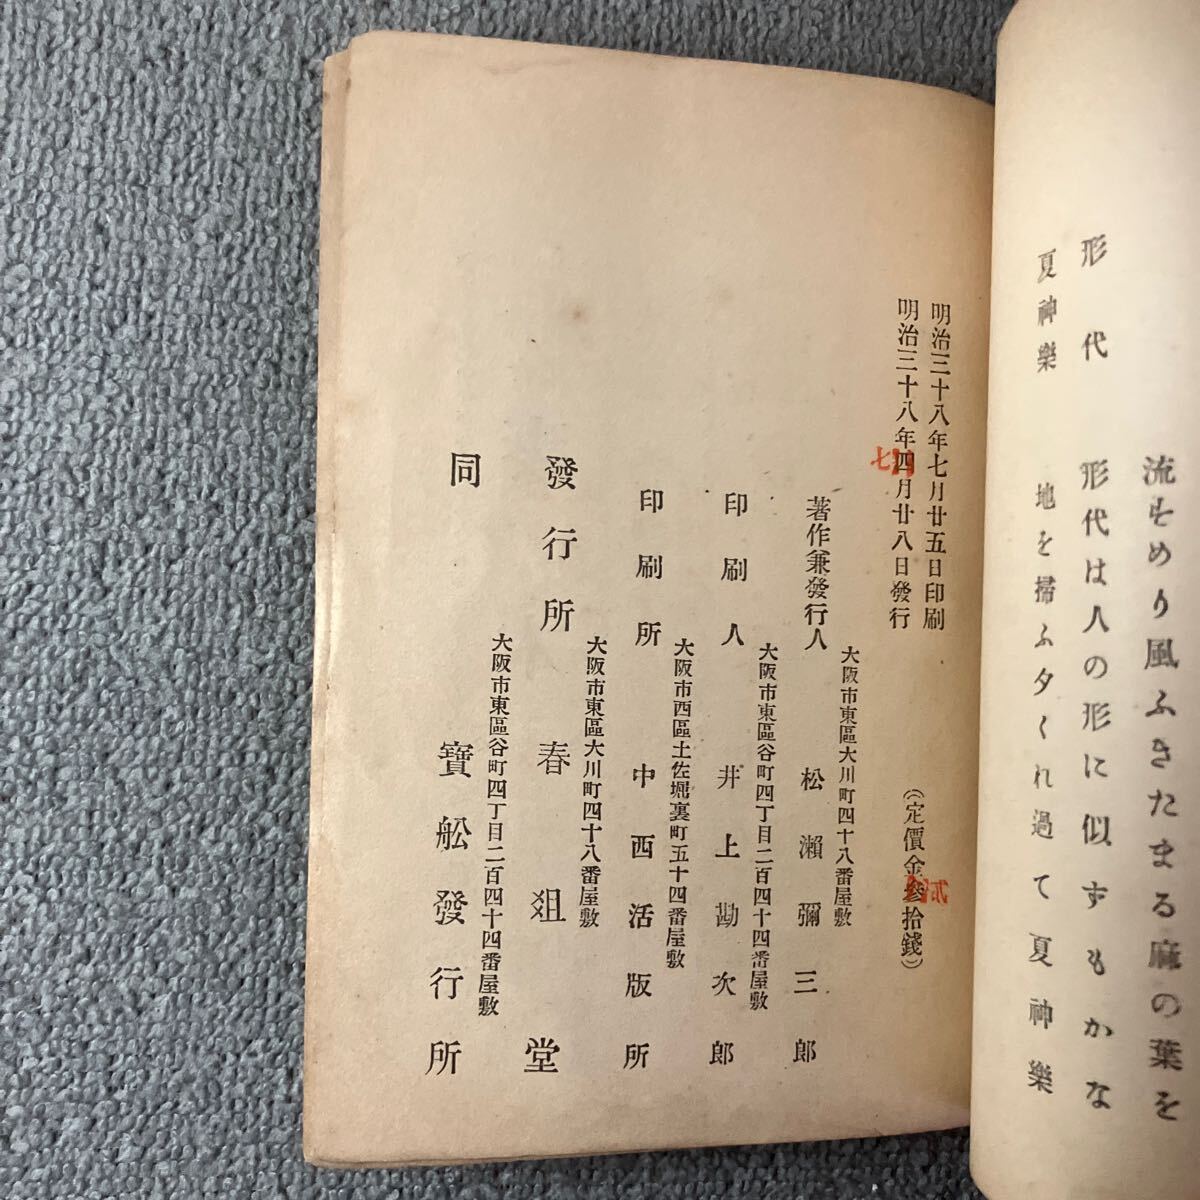 流せめり風ふきたまる麻の葉を
形代　形代は人の形に似ずもかな
夏神樂　地を掃ふ夕くれ過て夏神樂
明治三十八年七月廿五日印刷
明治三十八年四月廿八日發行
七
（定價金參拾錢）
大阪市東區大川町四十八番屋敷
著作兼發行人　松瀨彌三郎
大阪市東區谷町四丁目二百四十四番屋敷
印刷人　井上勘次郎
大阪市西區土佐堀裏町五十四番屋敷
印刷所　中西活版所
大阪市東區大川町四十八番屋敷
發行所　春俎堂
大阪市東區谷町四丁目二百四十四番屋敷
同　寶舩發行所